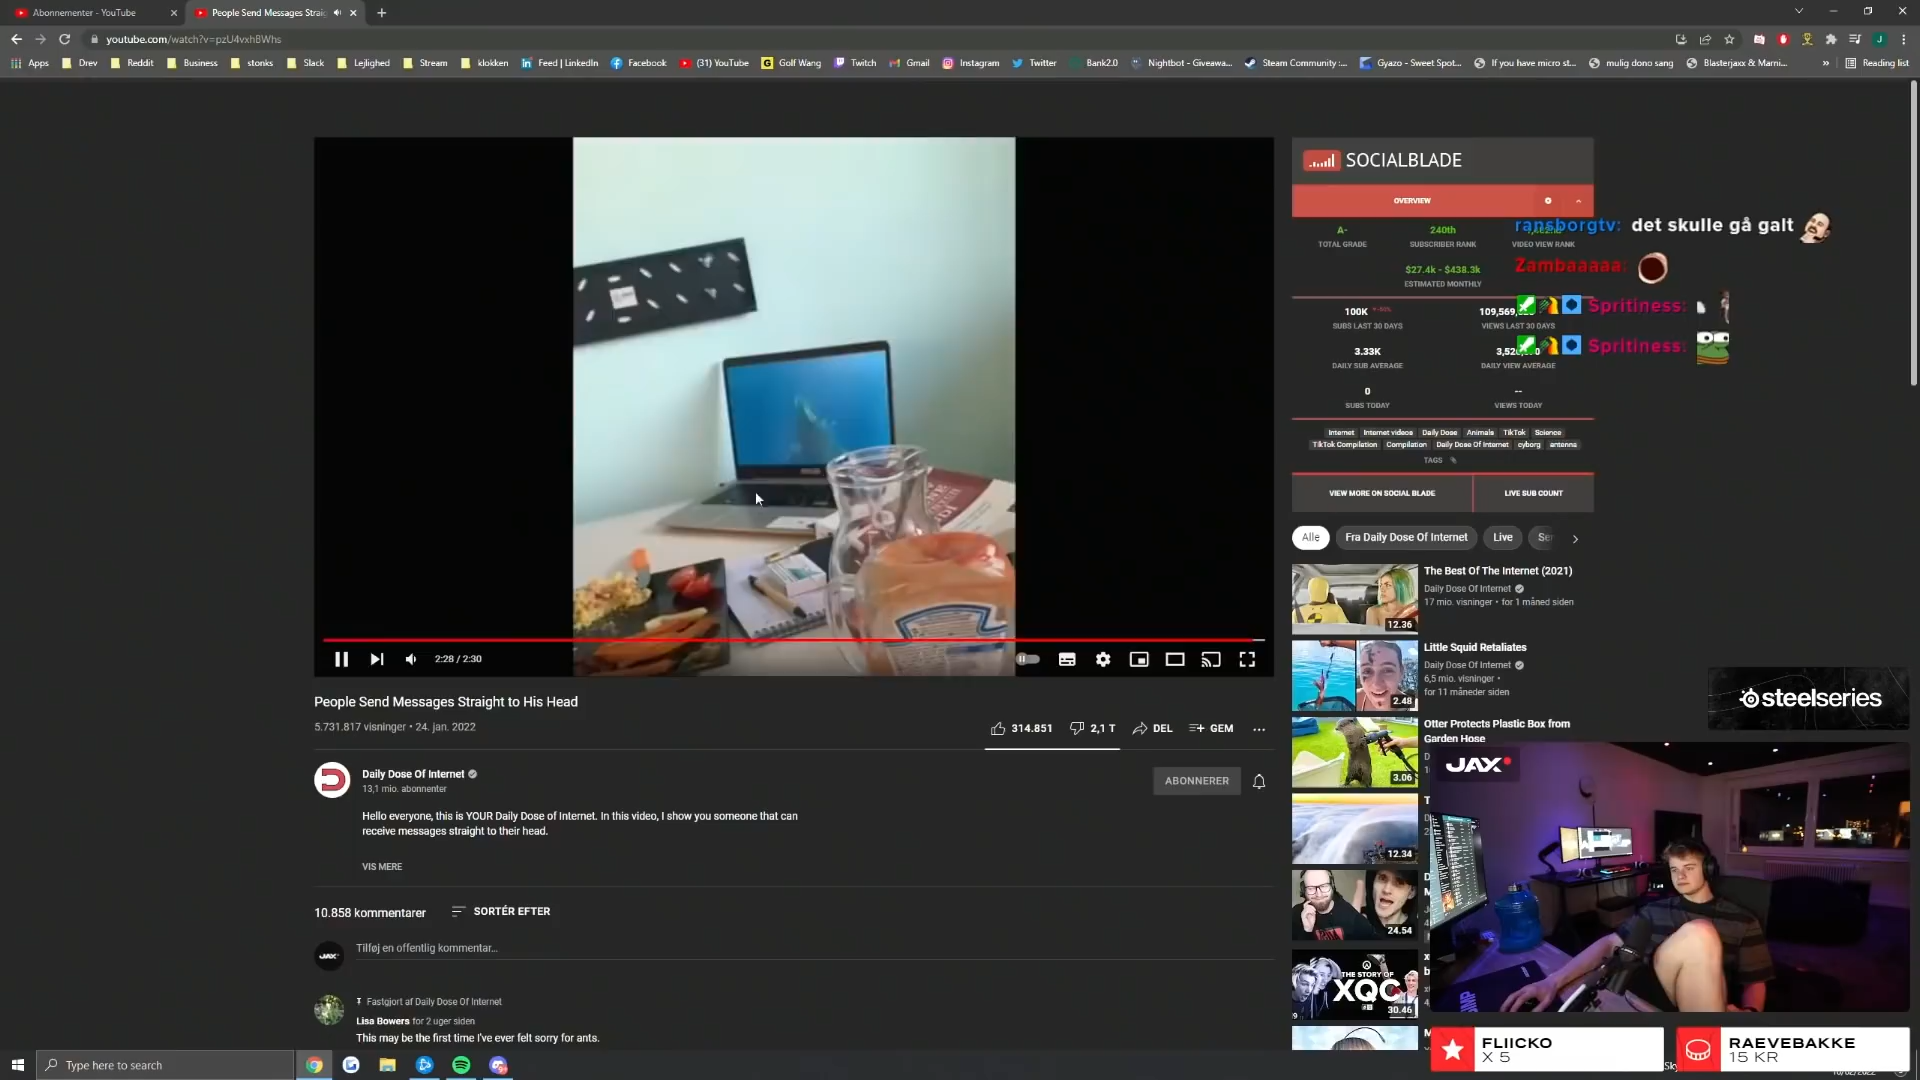 Abonnementer - YouTube
People Send Messages Straig
youtube.com/watch?v=pzU4vxhBWhs
Apps
Drev
Reddit
Business
stonks
Slack
Lejlighed
Stream
klokken
Feed | LinkedIn
Facebook
(31) YouTube
Golf Wang
Twitch
Gmail
Instagram
Twitter
Bank2.0
Nightbot - Giveawa...
Steam Community :...
Gyazo - Sweet Spot...
If you have micro st...
mulig dono sang
Blasterjaxx & Marni...
Reading list
2:28 / 2:30
People Send Messages Straight to His Head
5.731.817 visninger • 24. jan. 2022
314.851
2,1 T
DEL
GEM
Daily Dose Of Internet
13,1 mio. abonnenter
ABONNERER
Hello everyone, this is YOUR Daily Dose of Internet. In this video, I show you someone that can
receive messages straight to their head.
VIS MERE
10.858 kommentarer
SORTÉR EFTER
JAX
Tilføj en offentlig kommentar...
Fastgjort af Daily Dose Of Internet
Lisa Bowers for 2 uger siden
This may be the first time I've ever felt sorry for ants.
SOCIALBLADE
OVERVIEW
A-
TOTAL GRADE
240th
SUBSCRIBER RANK
VIDEO VIEW RANK
$27.4k - $438.3k
ESTIMATED MONTHLY
100K
SUBS LAST 30 DAYS
VIEWS LAST 30 DAYS
3.33K
DAILY SUB AVERAGE
DAILY VIEW AVERAGE
0
SUBS TODAY
--
VIEWS TODAY
Internet Internet videos Daily Dose Animals TikTok Science
TikTok Compilation Compilation Daily Dose Of Internet cyborg antenna
TAGS
VIEW MORE ON SOCIAL BLADE
LIVE SUB COUNT
ransborgtv: det skulle gå galt
Zambaaaaa:
Spritiness:
Spritiness:
Alle
Fra Daily Dose Of Internet
Live
The Best Of The Internet (2021)
Daily Dose Of Internet
17 mio. visninger • for 1 måned siden
12.36
Little Squid Retaliates
Daily Dose Of Internet
6,5 mio. visninger •
for 11 måneder siden
2.48
Otter Protects Plastic Box from
Garden Hose
3.06
12.34
24.54
THE STORY OF
XQC
30.46
steelseries
JAX
FLIICKO
X 5
RAEVEBAKKE
15 KR
Type here to search